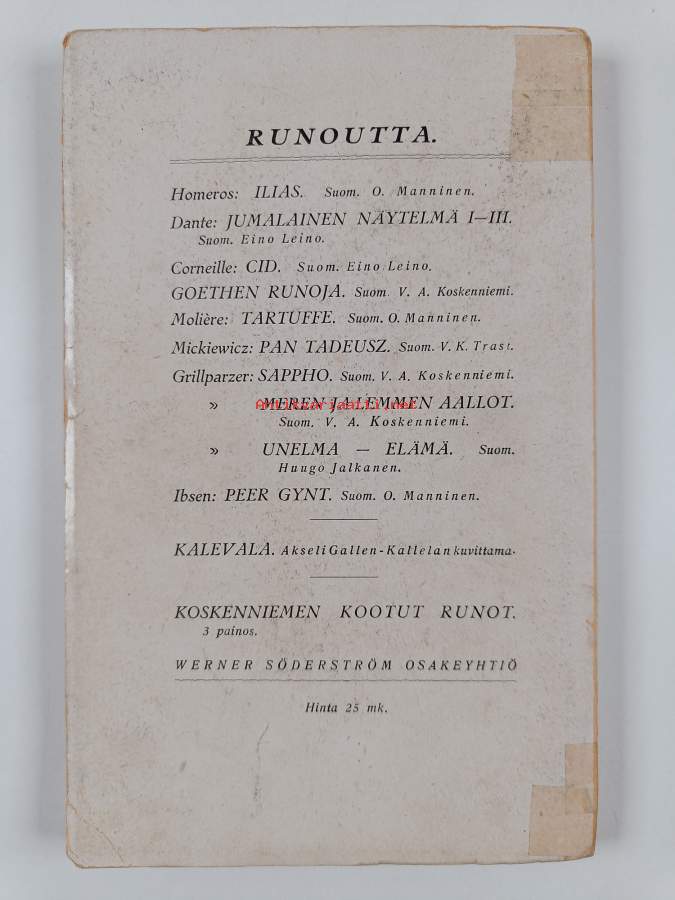 RUNOUTTA.
Homeros: ILIAS. Suom. O. Manninen.
Dante: JUMALAINEN NÄYTELMÄ I—III.
Suom. Eino Leino.
Corneille: CID. Suom. Eino Leino.
GOETHEN RUNOJA. Suom. V. A. Koskenniemi.
Molière: TARTUFFE. Suom. O. Manninen.
Mickiewicz: PAN TADEUSZ. Suom. V. K. Trast.
Grillparzer: SAPPHO. Suom. V. A. Koskenniemi.
» MEREN JA LEMMEN AALLOT.
Antikvariaatti.net
Suom. V. A. Koskenniemi.
» UNELMA — ELÄMÄ. Suom.
Huugo Jalkanen.
Ibsen: PEER GYNT. Suom. O. Manninen.
KALEVALA. Akseli Gallen-Kallelan kuvittama.
KOSKENNIEMEN KOOTUT RUNOT.
3 painos.
WERNER SÖDERSTRÖM OSAKEYHTIÖ
Hinta 25 mk.